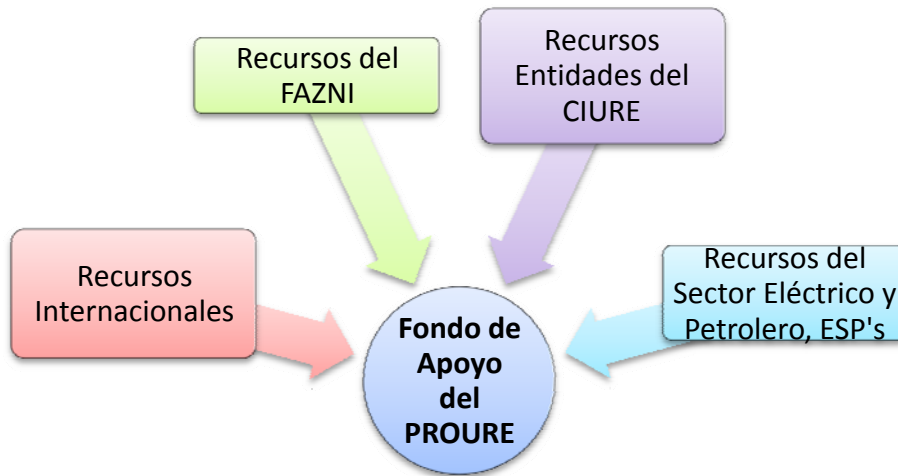 Recursos del
FAZNI
Recursos
Entidades del
CIURE
Recursos
Internacionales
Recursos del
Sector Eléctrico y
Petrolero, ESP's
Fondo de
Apoyo
del
PROURE